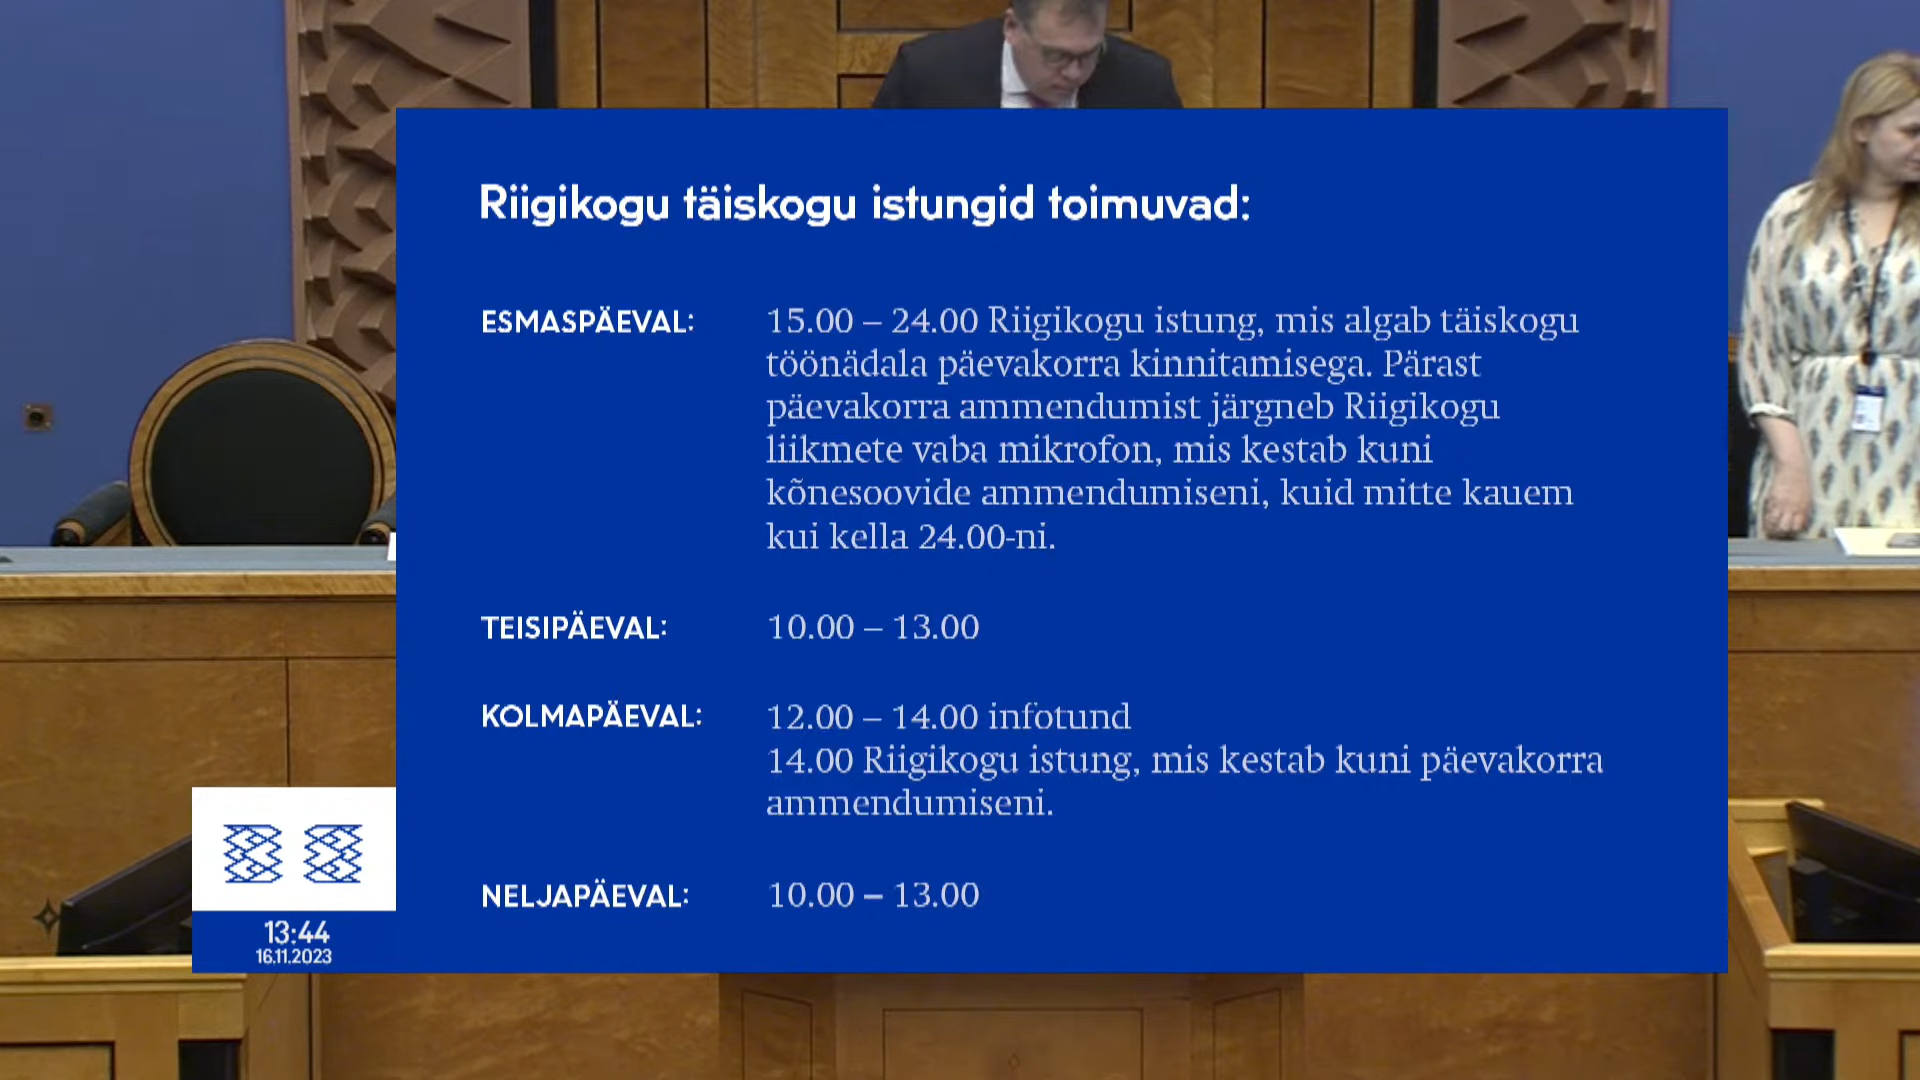 Riigikogu täiskogu istungid toimuvad:
ESMASPÄEVAL:
15.00 – 24.00 Riigikogu istung, mis algab täiskogu
töönädala päevakorra kinnitamisega. Pärast
päevakorra ammendumist järgneb Riigikogu
liikmete vaba mikrofon, mis kestab kuni
kõnesoovide ammendumiseni, kuid mitte kauem
kui kella 24.00-ni.
TEISIPÄEVAL:
10.00 – 13.00
KOLMAPÄEVAL:
12.00 – 14.00 infotund
14.00 Riigikogu istung, mis kestab kuni päevakorra
ammendumiseni.
NELJAPÄEVAL:
10.00 – 13.00
13:44
16.11.2023